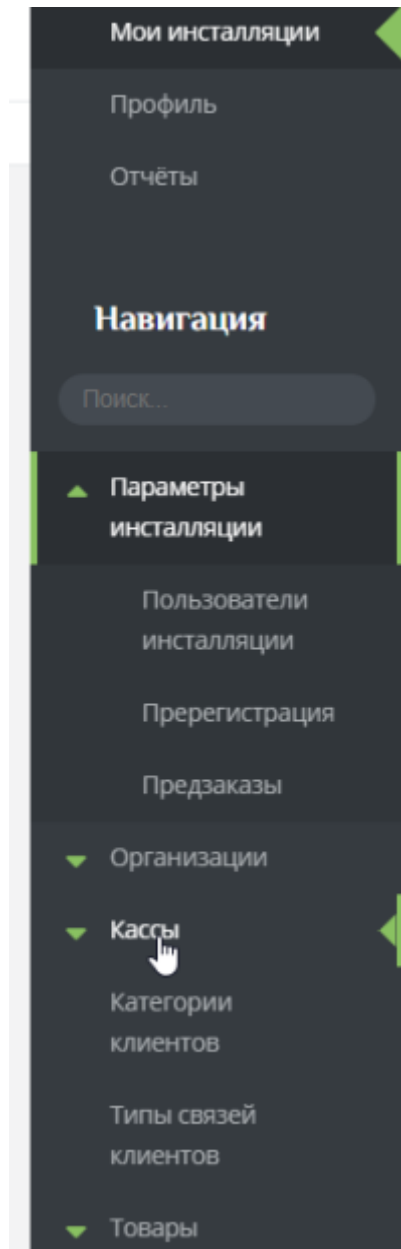 Мои инсталляции
Профиль
Отчёты
Навигация
Поиск...
Параметры
инсталляции
Пользователи
инсталляции
Пререгистрация
Предзаказы
Организации
Кассы
Категории
клиентов
Типы связей
клиентов
Товары